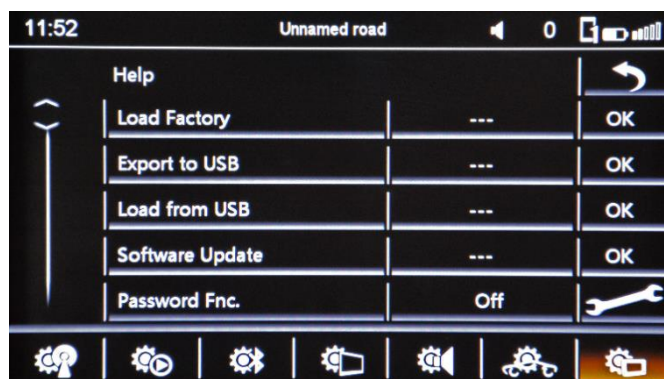 11:52 Unnamed road 0
Help
Load Factory --- OK
Export to USB --- OK
Load from USB --- OK
Software Update --- OK
Password Fnc. Off